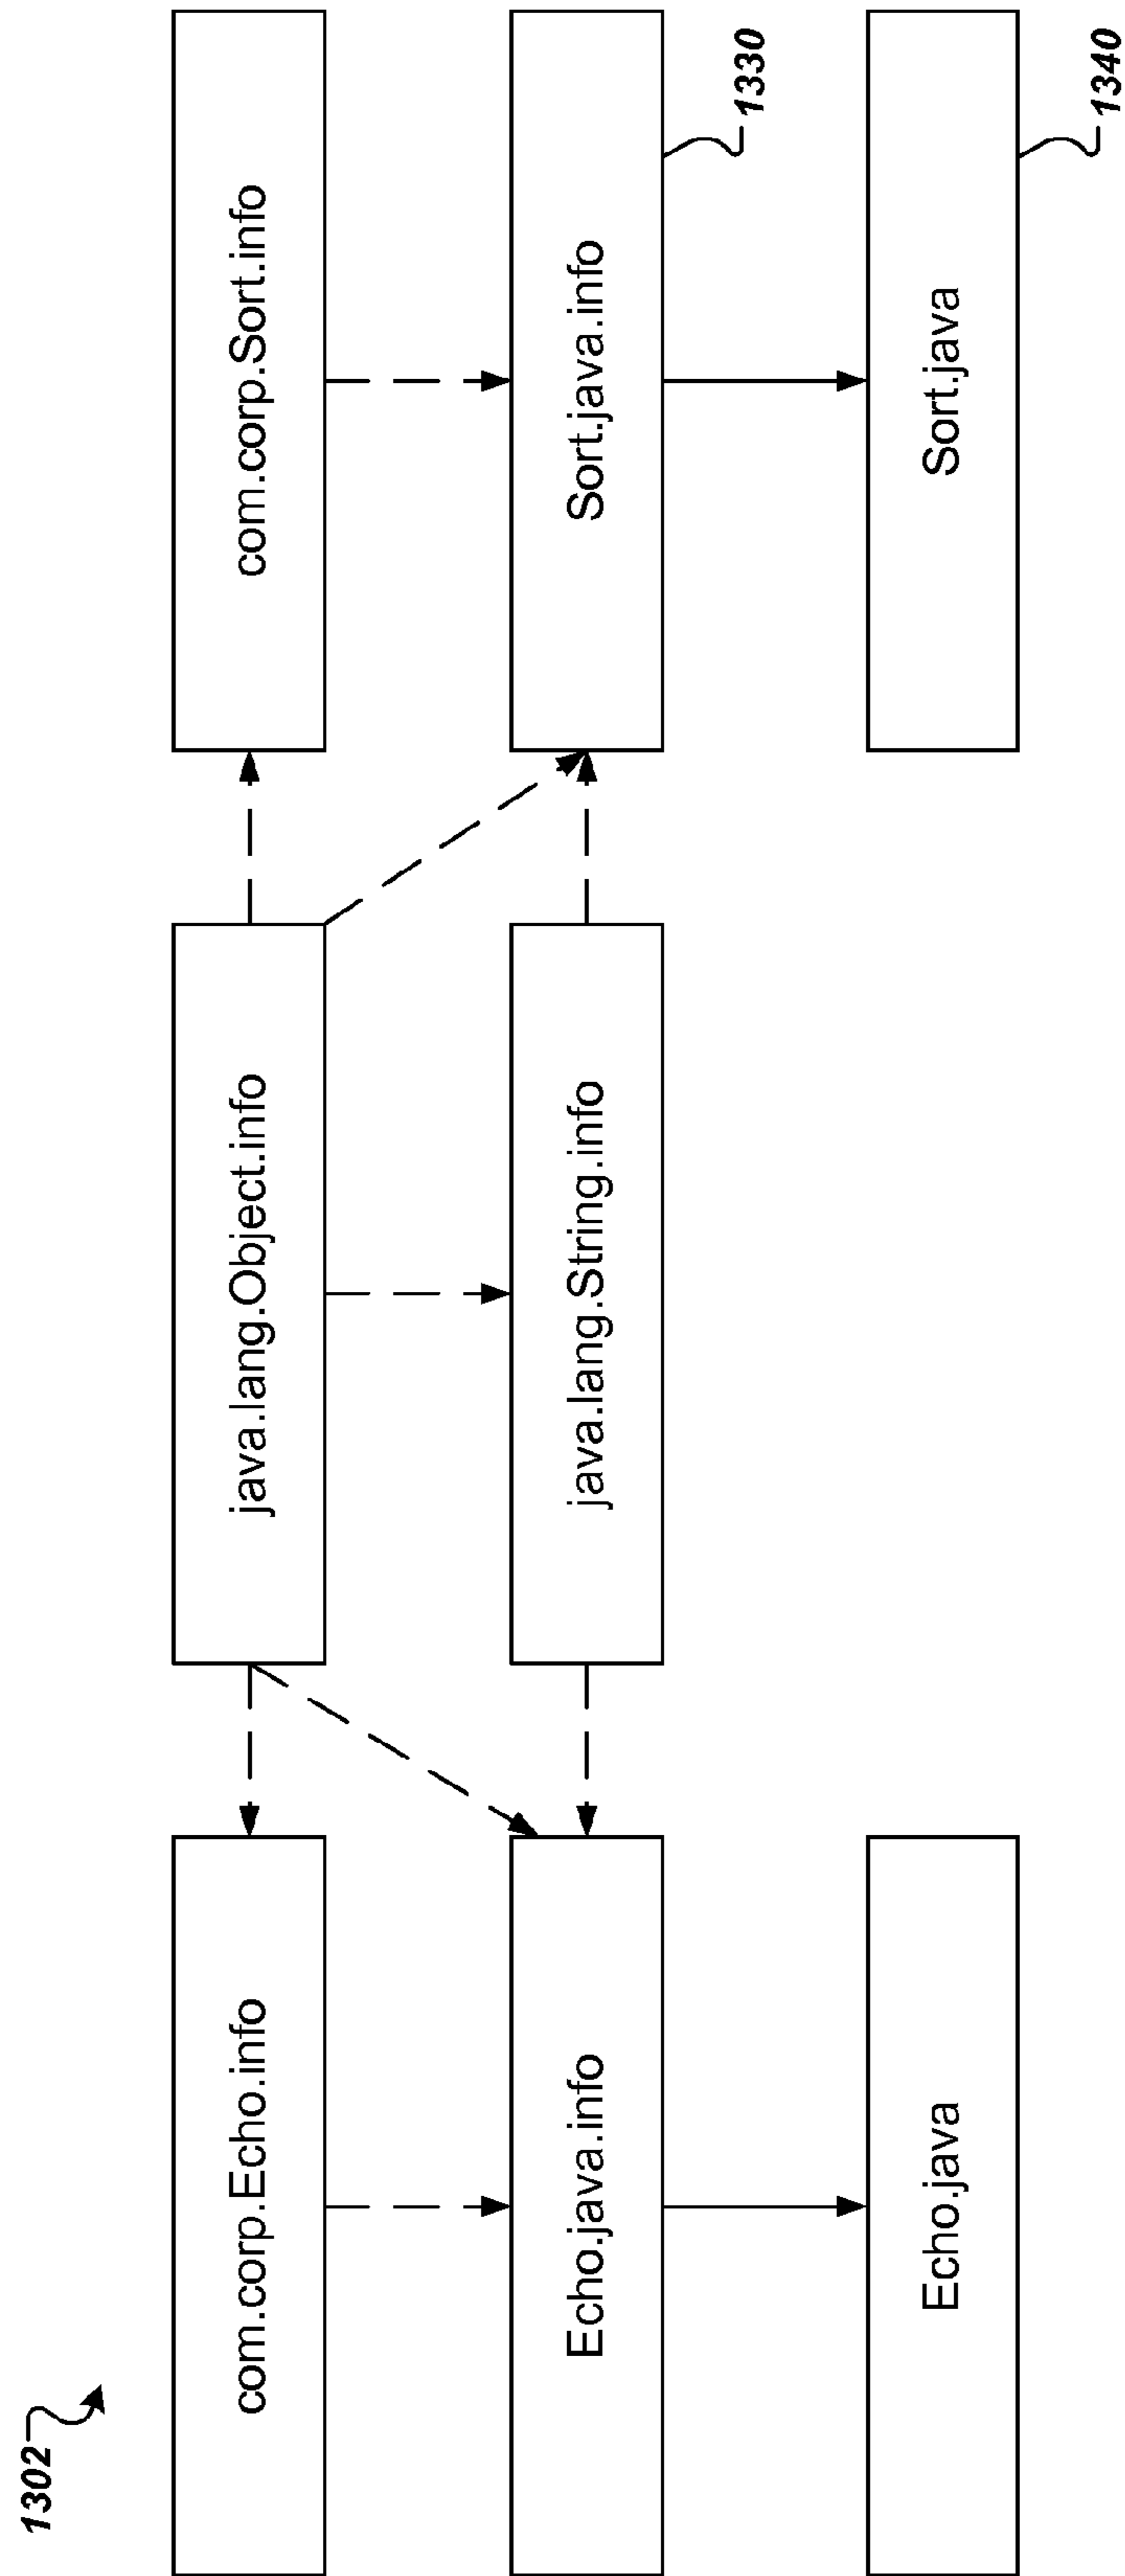 1302
com.corp.Echo.info
java.lang.Object.info
com.corp.Sort.info
Echo.java.info
java.lang.String.info
Sort.java.info
1330
Echo.java
Sort.java
1340